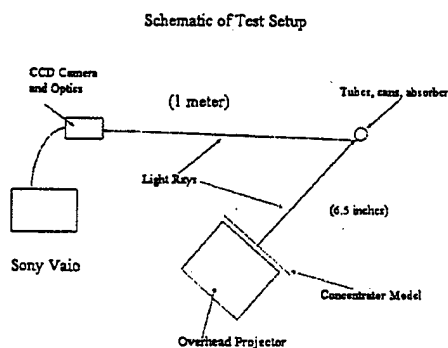 Schematic of Test Setup
CCD Camera
and Optics
Tubes, cans, absorber
(1 meter)
Light Rays
(6.5 inches)
Sony Vaio
Concentrator Model
Overhead Projector